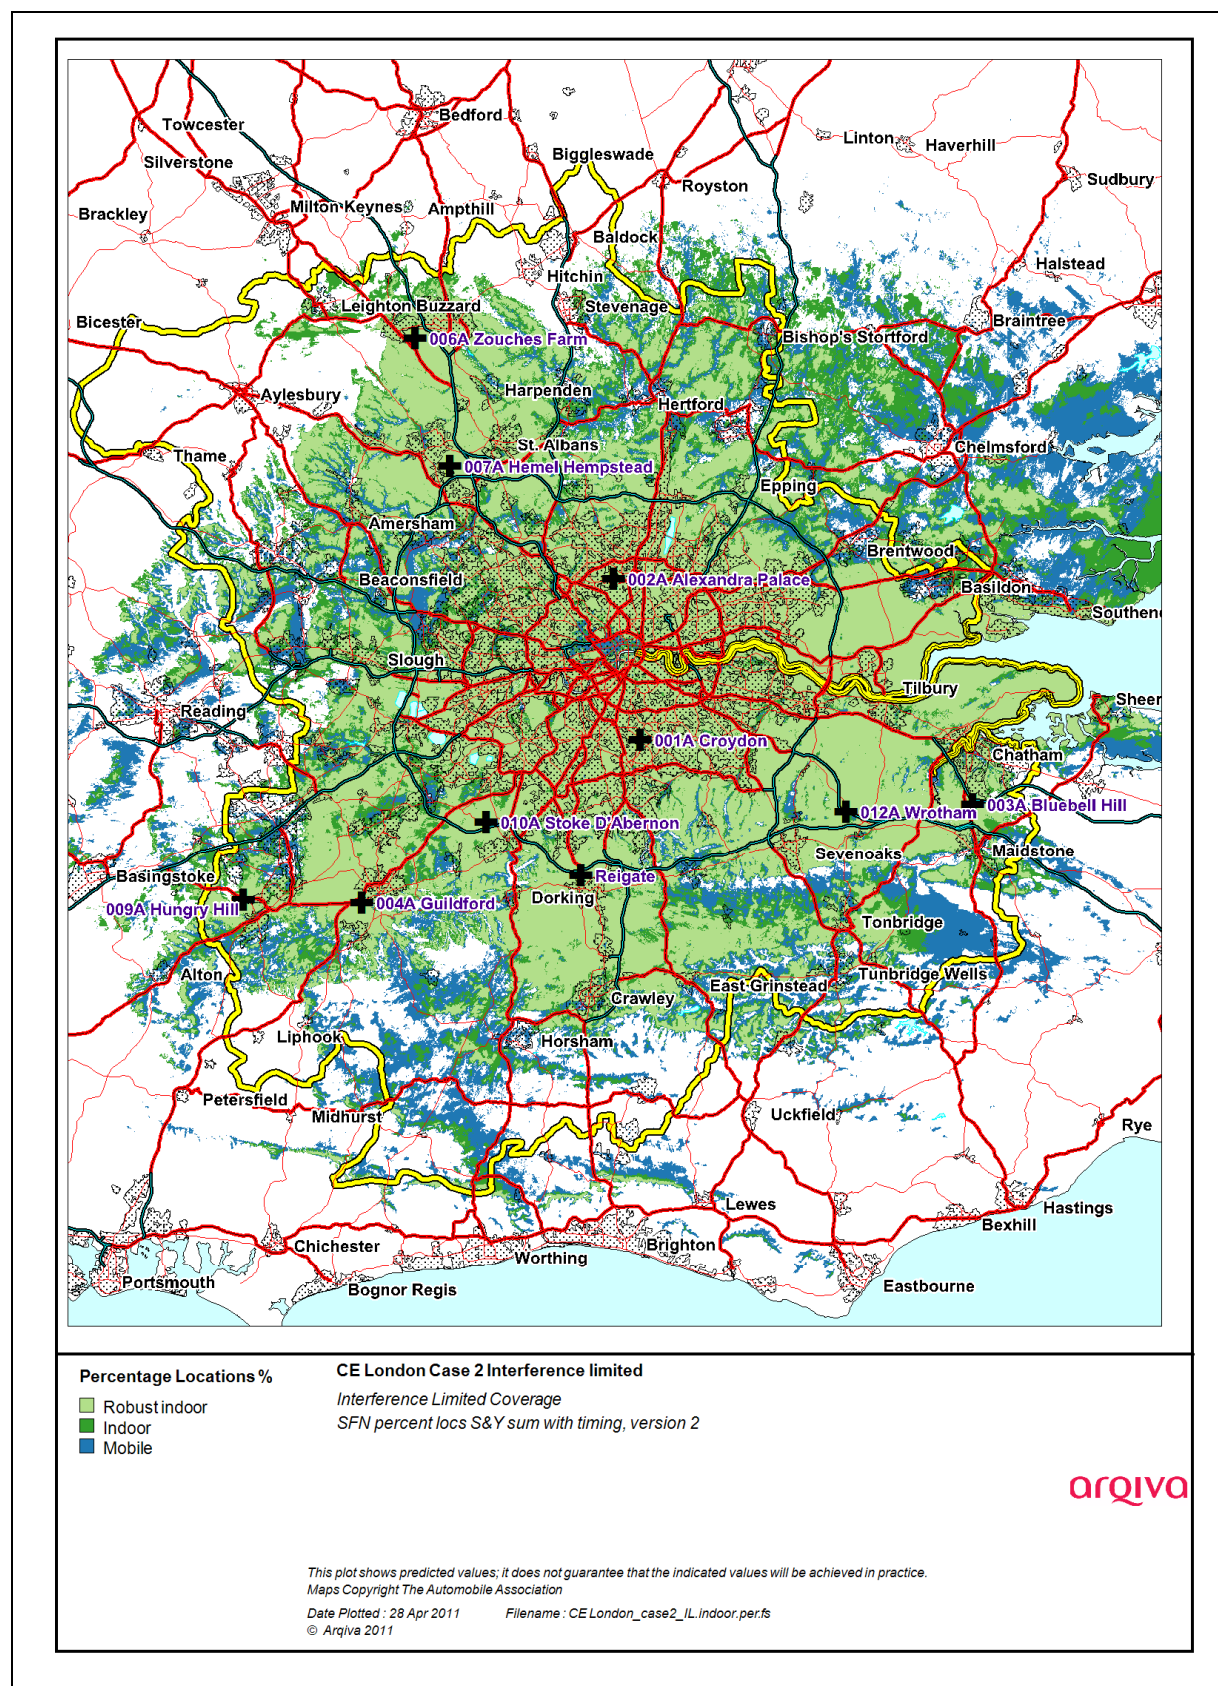 Bedford
Towcester
Linton
Haverhill
Silverstone
Biggleswade
Royston
Sudbury
Milton Keynes
Ampthill
Brackley
Baldock
Halstead
Hitchin
Leighton Buzzard
Stevenage
Bicester
Braintree
006A Zouches Farm
Bishop's Stortford
Harpenden
Aylesbury
Hertford
St. Albans
Chelmsford
Thame
007A Hemel Hempstead
Epping
Amersham
Brentwood
Beaconsfield
002A Alexandra Palace
Basildon
Southend
Slough
Tilbury
Sheer
Reading
001A Croydon
Chatham
003A Bluebell Hill
012A Wrotham
010A Stoke D'Abernon
Sevenoaks
Maidstone
Basingstoke
Reigate
009A Hungry Hill
004A Guildford
Dorking
Tonbridge
Alton
Tunbridge Wells
East Grinstead
Crawley
Liphook
Horsham
Petersfield
Midhurst
Uckfield
Rye
Lewes
Hastings
Bexhill
Chichester
Brighton
Worthing
Portsmouth
Bognor Regis
Eastbourne
Percentage Locations %
Robust indoor
Indoor
Mobile
CE London Case 2 Interference limited
Interference Limited Coverage
SFN percent locs S&Y sum with timing, version 2
arqiva
This plot shows predicted values; it does not guarantee that the indicated values will be achieved in practice.
Maps Copyright The Automobile Association
Date Plotted : 28 Apr 2011 Filename : CE London_case2_IL.indoor.per.fs
© Arqiva 2011